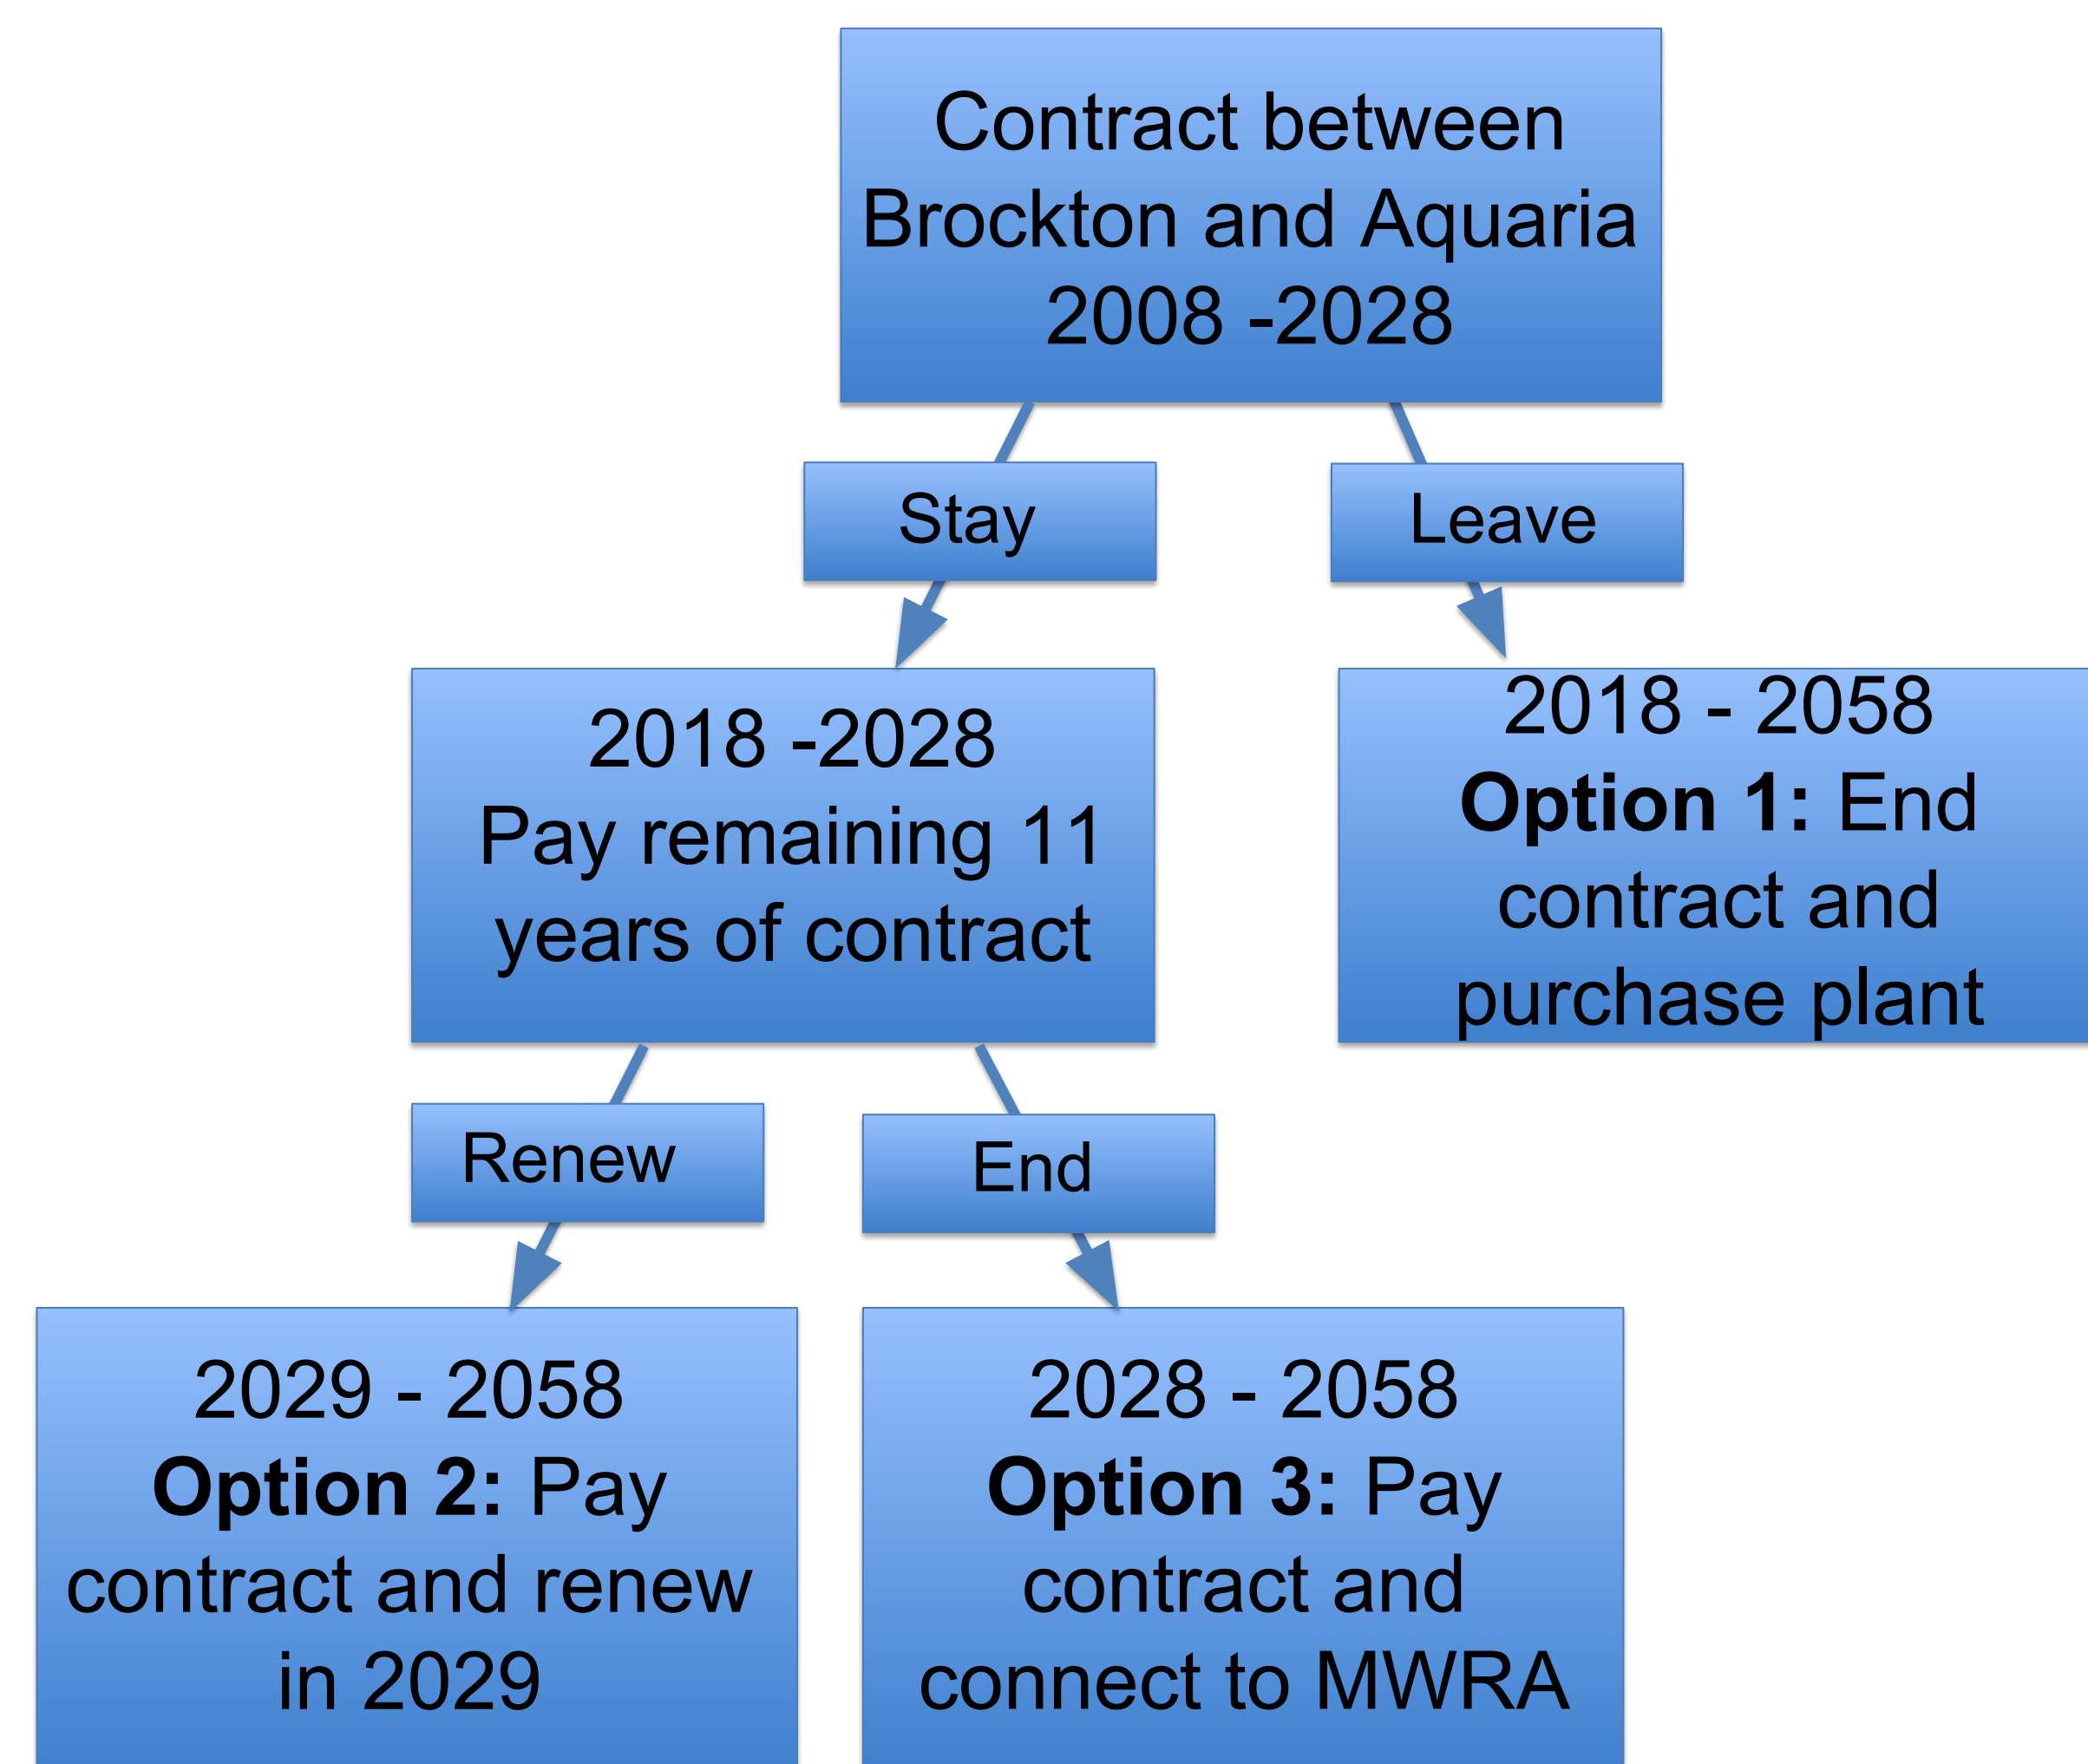 Contract between
Brockton and Aquaria
2008 -2028
Stay
Leave
2018 -2028
Pay remaining 11
years of contract
2018 - 2058
Option 1: End
contract and
purchase plant
Renew
End
2029 - 2058
Option 2: Pay
contract and renew
in 2029
2028 - 2058
Option 3: Pay
contract and
connect to MWRA